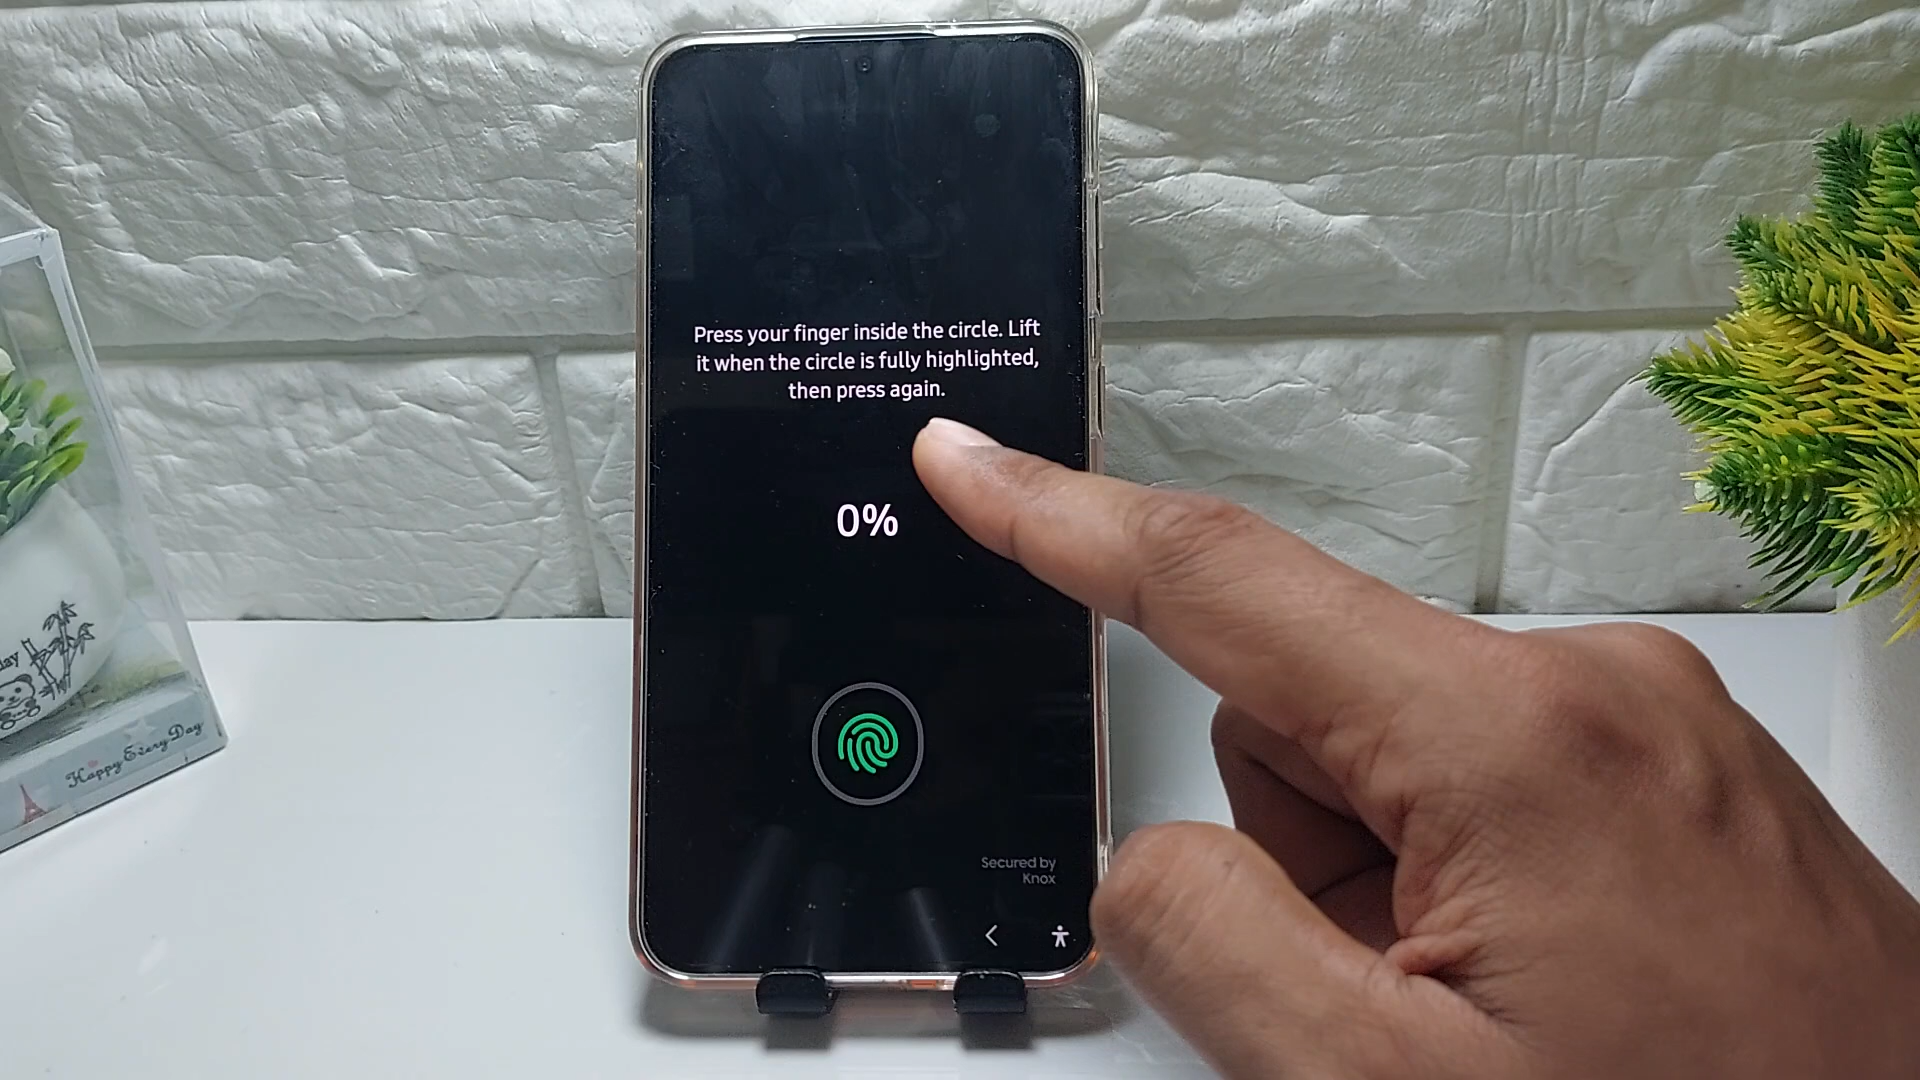 Press your finger inside the circle. Lift
it when the circle is fully highlighted,
then press again.
0%
Secured by
Knox
Happy Every Day